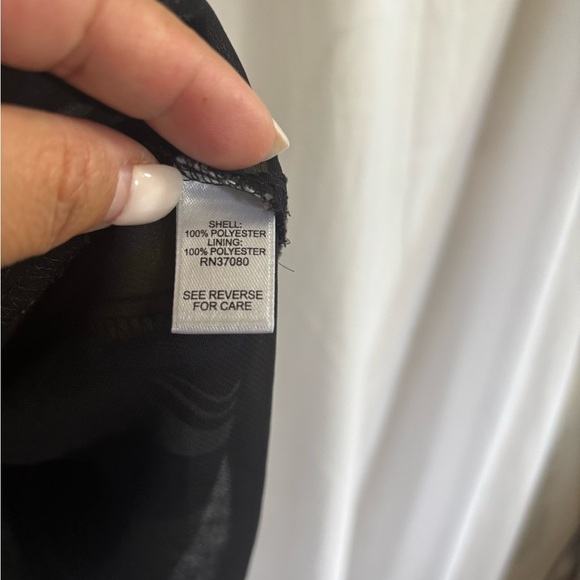 SHELL:
100% POLYESTER
LINING:
100% POLYESTER
RN37080
SEE REVERSE
FOR CARE